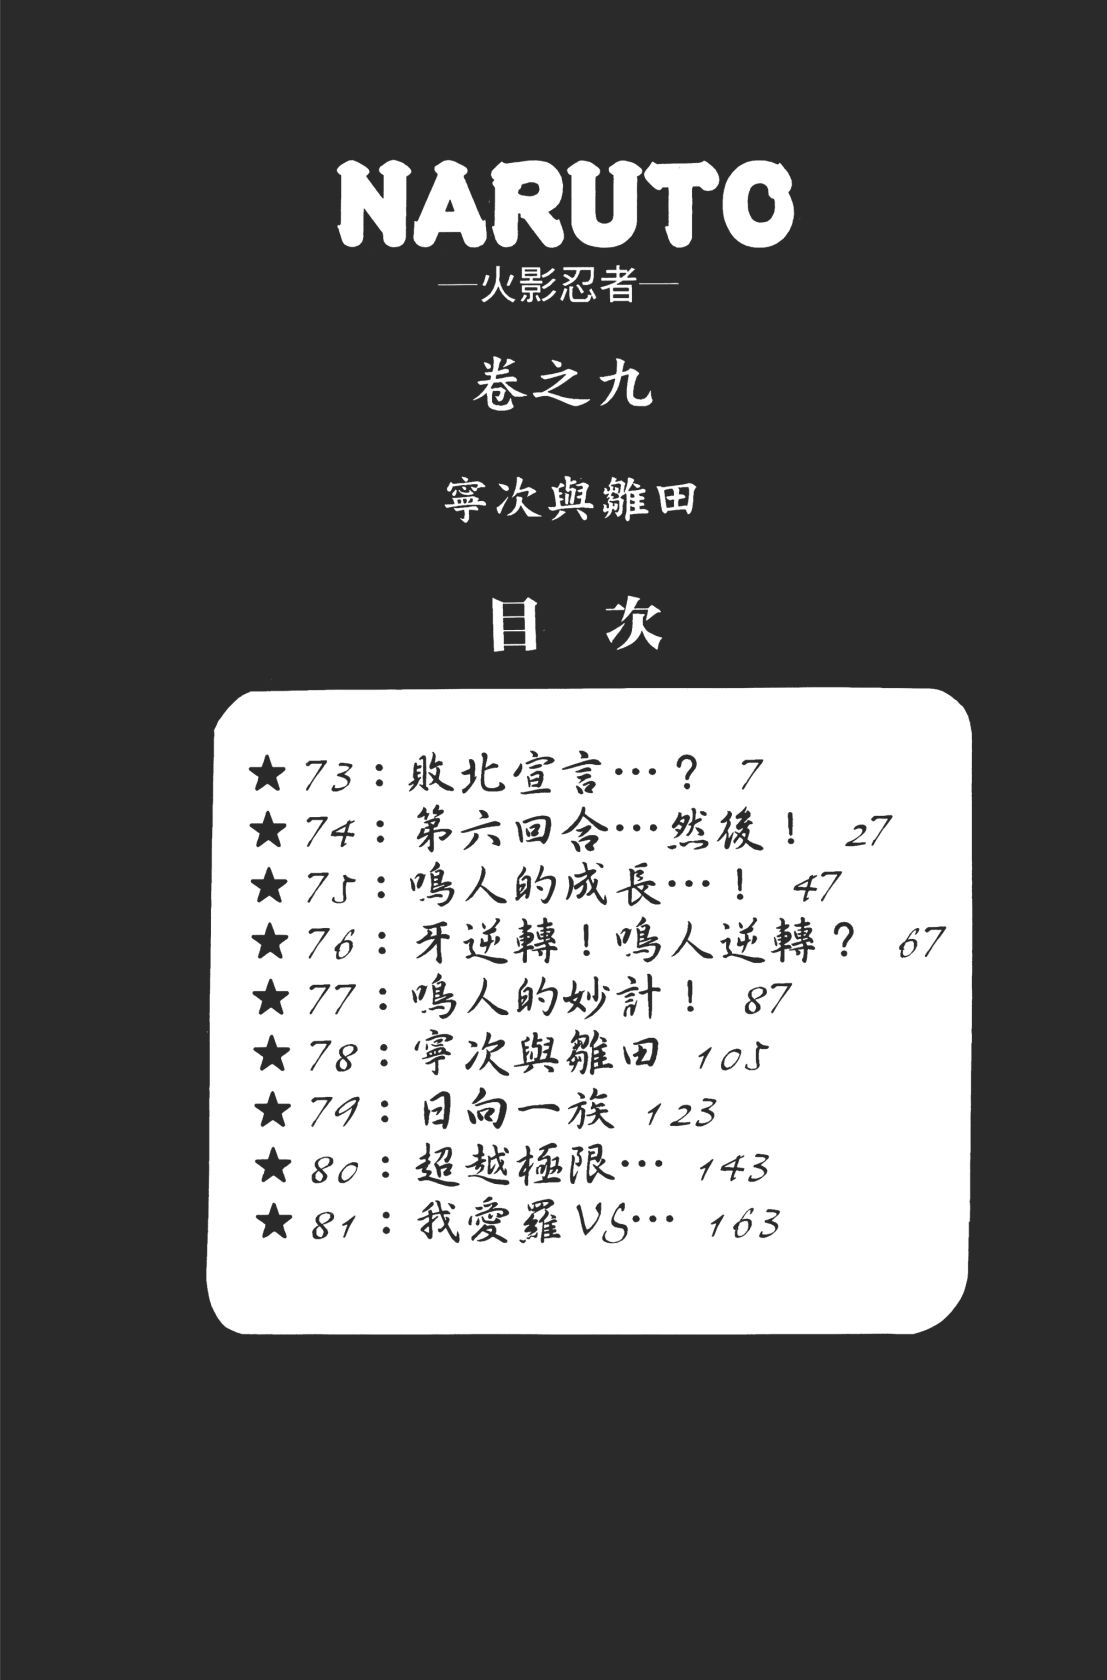 NARUTO
—火影忍者—
卷之九
寧次與雛田
目 次
★73：敗北宣言…？ 7
★74：第六回合…然後！ 27
★75：鳴人的成長…！ 47
★76：牙逆轉！鳴人逆轉？ 67
★77：鳴人的妙計！ 87
★78：寧次與雛田 105
★79：日向一族 123
★80：超越極限… 143
★81：我愛羅VS… 163